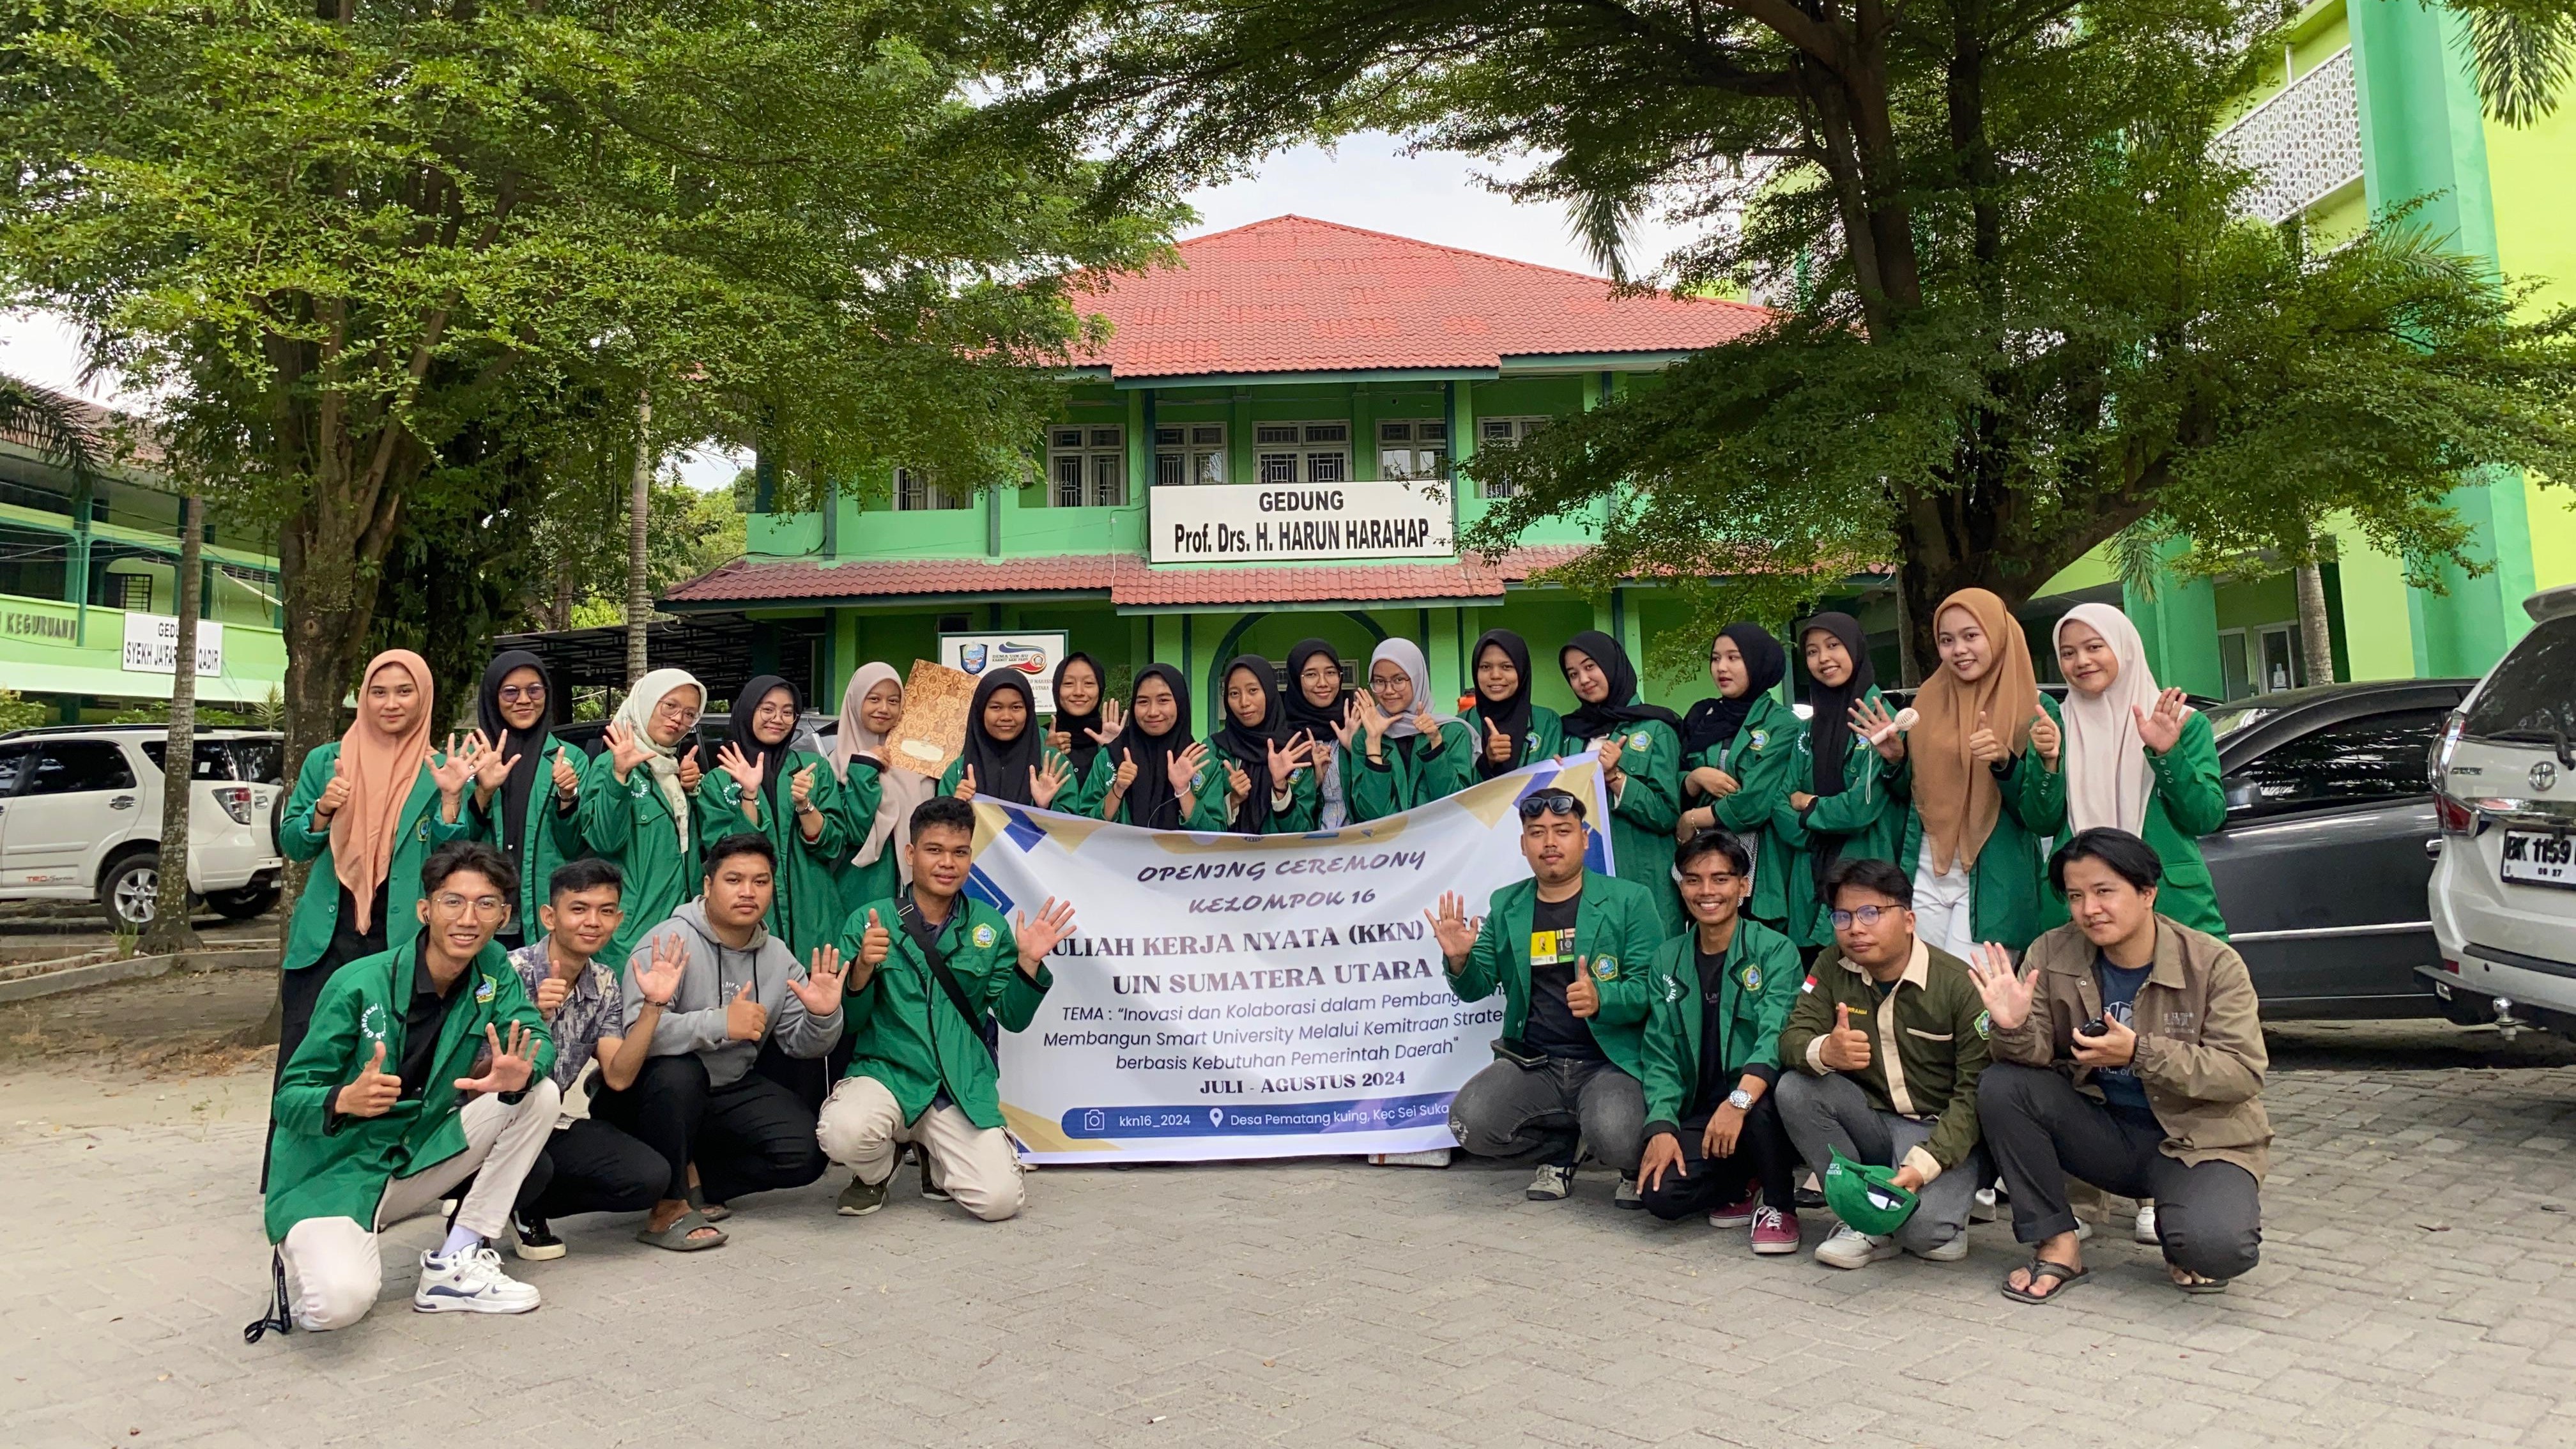 GEDUNG
Prof. Drs. H. HARUN HARAHAP
KEGURUAN
SYEKH
OPENING CEREMONY
KELOMPOK 16
KERJA NYATA (KKN)
UIN SUMATERA UTARA
TEMA : "Inovasi dan Kolaborasi dalam
Membangun Smart University Melalui Kemitraan
berbasis Kebutuhan Pemerintah Daerah"
JULI - AGUSTUS 2024
kkn16_2024
Desa Pematang kuing, Kec Sei Suka
BK 1159